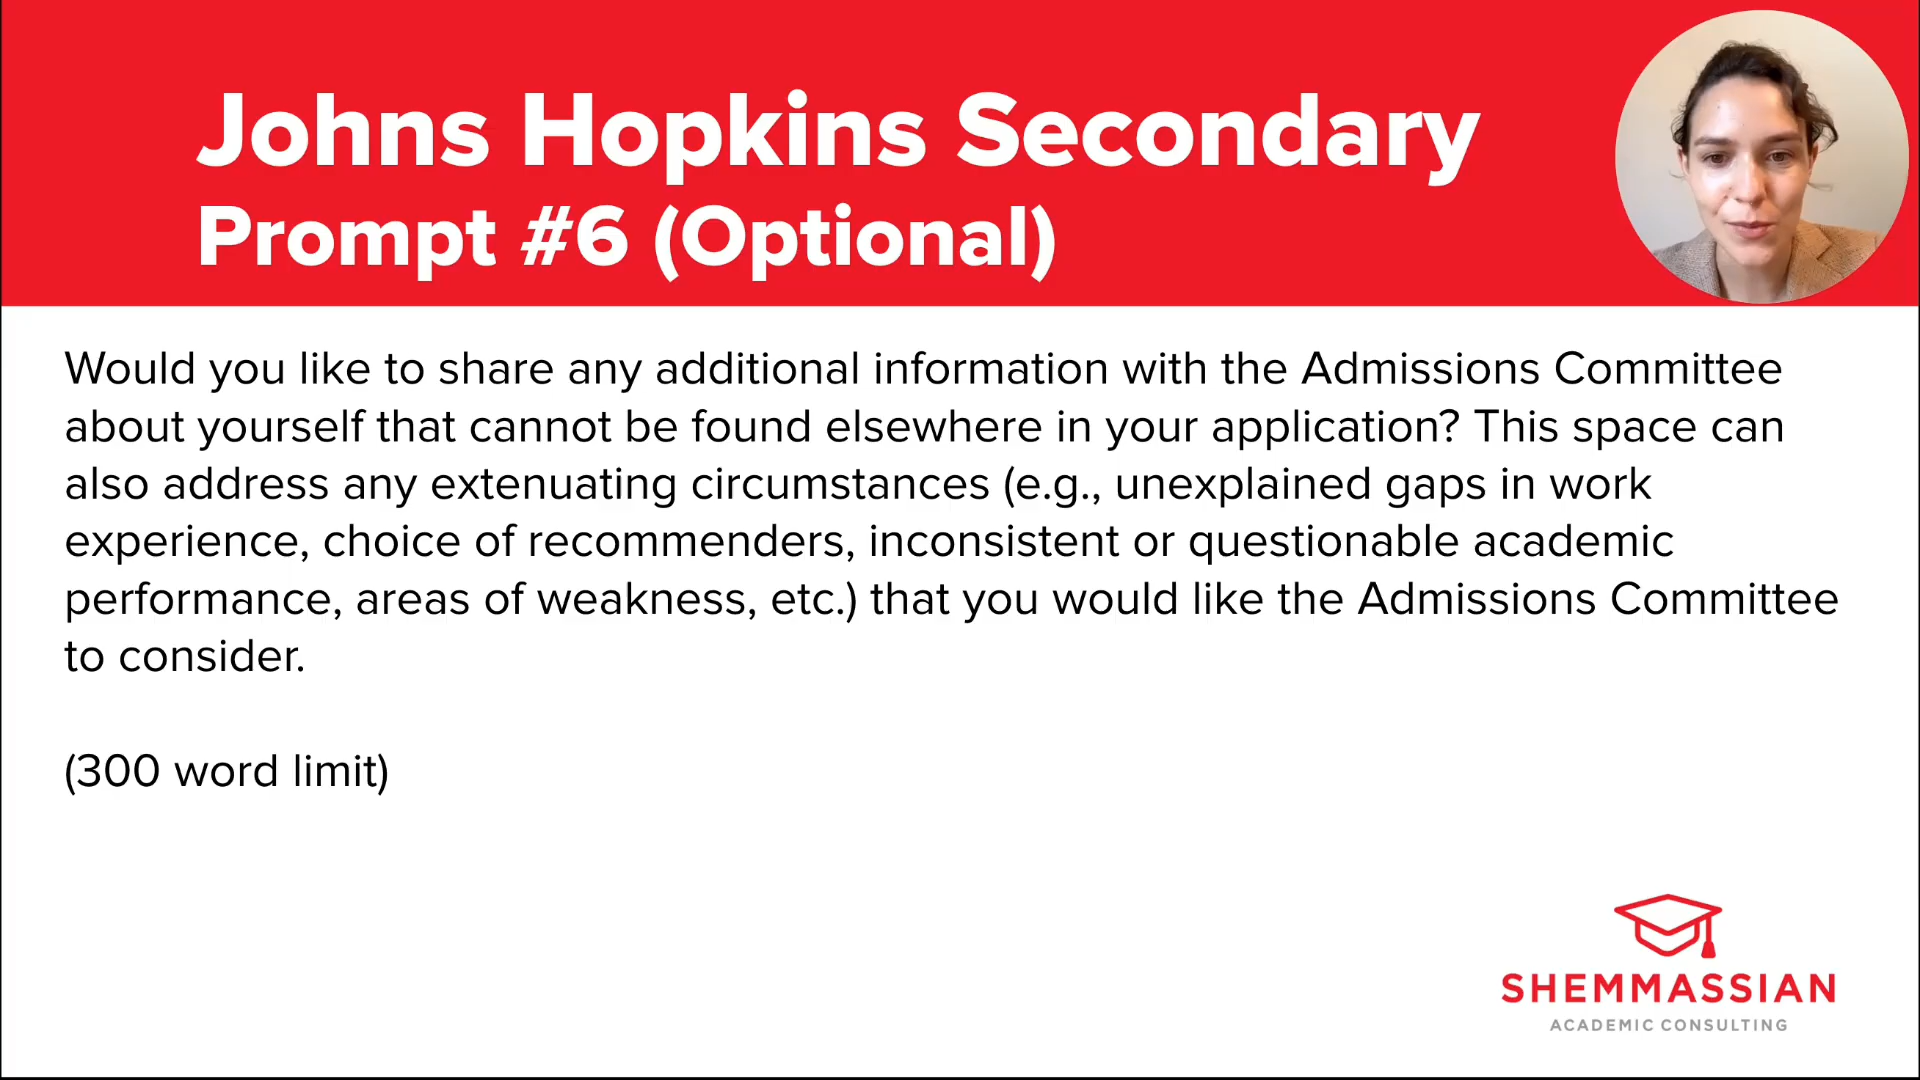 Johns Hopkins Secondary
Prompt #6 (Optional)
Would you like to share any additional information with the Admissions Committee
about yourself that cannot be found elsewhere in your application? This space can
also address any extenuating circumstances (e.g., unexplained gaps in work
experience, choice of recommenders, inconsistent or questionable academic
performance, areas of weakness, etc.) that you would like the Admissions Committee
to consider.
(300 word limit)
SHEMMASSIAN
ACADEMIC CONSULTING